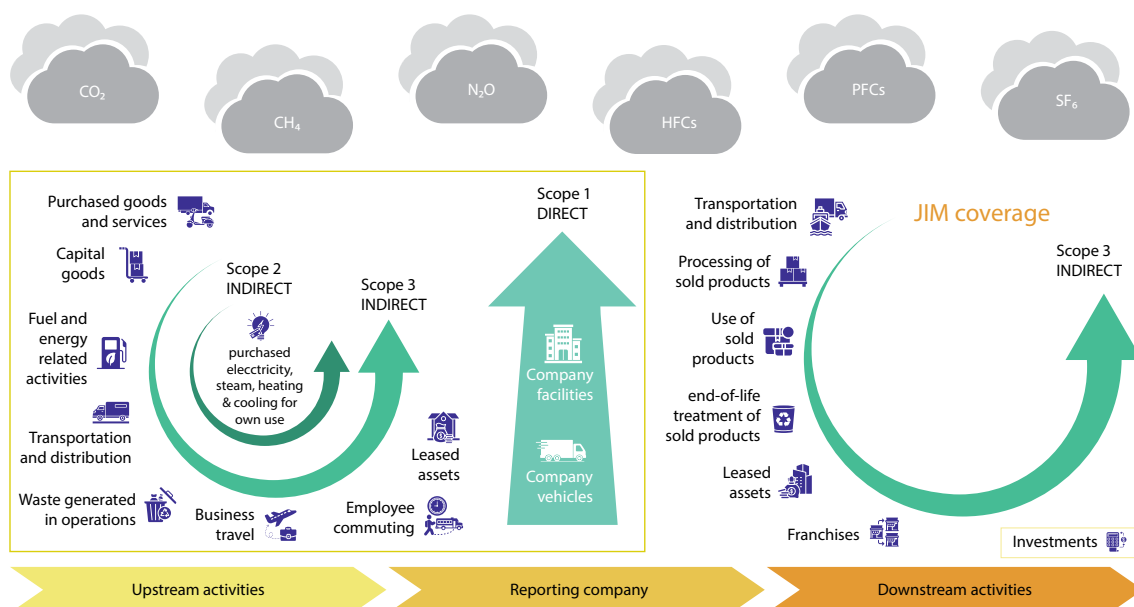 CO₂
CH₄
N₂O
HFCs
PFCs
SF₆
Purchased goods
and services
Capital
goods
Fuel and
energy
related
activities
Transportation
and distribution
Waste generated
in operations
Business
travel
Employee
commuting
Leased
assets
Scope 2
INDIRECT
purchased
elecctricity,
steam, heating
& cooling for
own use
Scope 3
INDIRECT
Scope 1
DIRECT
Company
facilities
Company
vehicles
Transportation
and distribution
JIM coverage
Processing of
sold products
Scope 3
INDIRECT
Use of
sold
products
end-of-life
treatment of
sold products
Leased
assets
Franchises
Investments
Upstream activities
Reporting company
Downstream activities